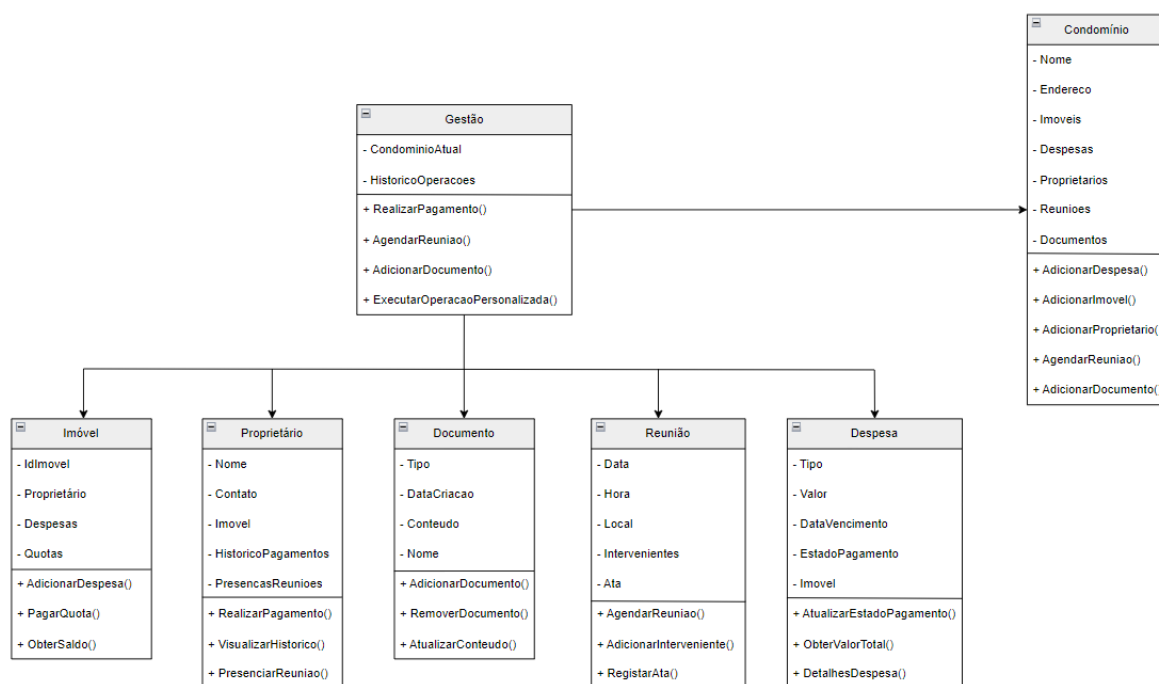 Condomínio
- Nome
- Endereco
- Imoveis
- Despesas
- Proprietarios
- Reuniões
- Documentos
+ AdicionarDespesa()
+ AdicionarImovel()
+ AdicionarProprietario(
+ AgendarReuniao()
+ AdicionarDocumento(
Gestão
- CondominioAtual
- HistoricoOperacoes
+ RealizarPagamento()
+ AgendarReuniao()
+ AdicionarDocumento()
+ ExecutarOperacaoPersonalizada()
Imóvel
- IdImovel
- Proprietário
- Despesas
- Quotas
+ AdicionarDespesa()
+ PagarQuota()
+ ObterSaldo()
Proprietário
- Nome
- Contato
- Imovel
- HistoricoPagamentos
- PresencasReunioes
+ RealizarPagamento()
+ VisualizarHistorico()
+ PresenciarReuniao()
Documento
- Tipo
- DataCriacao
- Conteudo
- Nome
+ AdicionarDocumento()
+ RemoverDocumento()
+ AtualizarConteudo()
Reunião
- Data
- Hora
- Local
- Intervenientes
- Ata
+ AgendarReuniao()
+ AdicionarInterveniente()
+ RegistarAta()
Despesa
- Tipo
- Valor
- DataVencimento
- EstadoPagamento
- Imovel
+ AtualizarEstadoPagamento()
+ ObterValorTotal()
+ DetalhesDespesa()